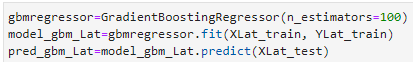 gbmregressor=GradientBoostingRegressor(n_estimators=100)
model_gbm_Lat=gbmregressor.fit(XLat_train, YLat_train)
pred_gbm_Lat=model_gbm_Lat.predict(XLat_test)